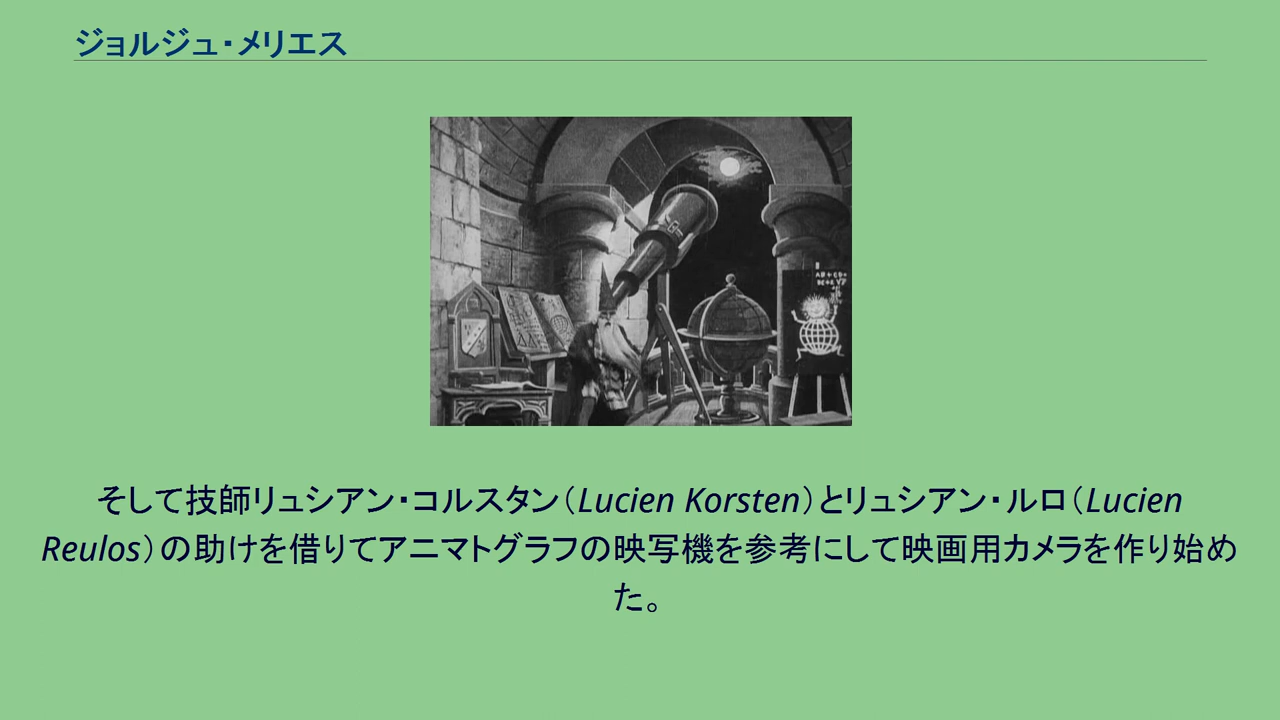 ジョルジュ・メリエス
そして技師リュシアン・コルスタン（Lucien Korsten）とリュシアン・ルロ（Lucien
Reulos）の助けを借りてアニマトグラフの映写機を参考にして映画用カメラを作り始め
た。